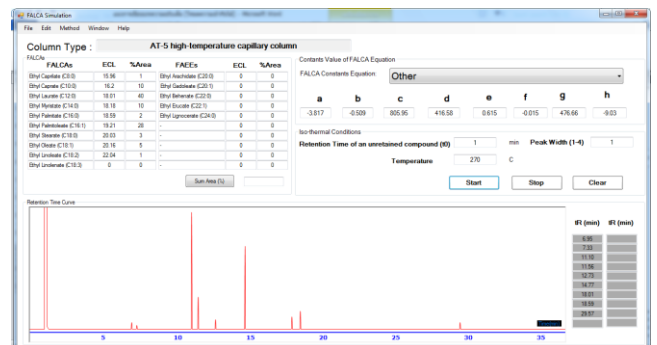 FALCA Simulation
File Edit Method Window Help
Column Type : AT-5 high-temperature capillary column
FALCAs
FALCAs ECL %Area FAEEs ECL %Area
Ethyl Caprilate (C8:0) 15.96 1 Ethyl Arachidate (C20:0) 0 0
Ethyl Caprate (C10:0) 16.2 10 Ethyl Gadoleate (C20:1) 0 0
Ethyl Laurate (C12:0) 18.01 40 Ethyl Behenate (C22:0) 0 0
Ethyl Myristate (C14:0) 18.18 10 Ethyl Erucate (C22:1) 0 0
Ethyl Palmitate (C16:0) 18.59 2 Ethyl Lignocerate (C24:0) 0 0
Ethyl Palmitoleate (C16:1) 19.21 28 - 0 0
Ethyl Stearate (C18:0) 20.03 3 - 0 0
Ethyl Oleate (C18:1) 20.16 5 - 0 0
Ethyl Linoleate (C18:2) 22.04 1 - 0 0
Ethyl Linolenate (C18:3) 0 0 - 0 0
Sum Area (%)
Contants Value of FALCA Equation
FALCA Constants Equation: Other
a b c d e f g h
-3.817 -0.509 805.95 416.58 0.615 -0.015 476.66 -9.03
Iso-thermal Conditions
Retention Time of an unretained compound (t0) 1 min Peak Width (1-4) 1
Temperature 270 C
Start Stop Clear
Retention Time Curve
tR (min) tR (min)
6.95
7.33
11.10
11.56
12.73
14.77
18.01
18.59
29.57
5 10 15 20 25 30 35